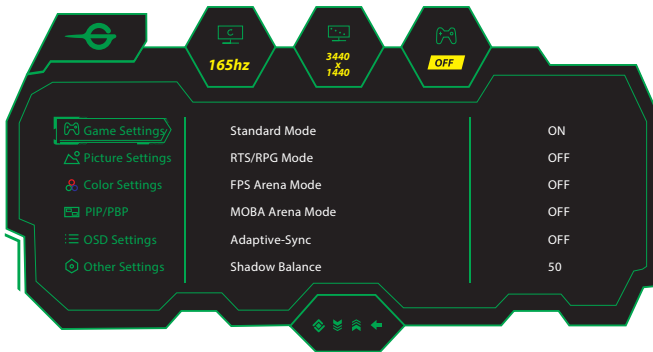 165hz
3440
x
1440
OFF
Game Settings
Standard Mode ON
Picture Settings
RTS/RPG Mode OFF
Color Settings
FPS Arena Mode OFF
PIP/PBP
MOBA Arena Mode OFF
OSD Settings
Adaptive-Sync OFF
Other Settings
Shadow Balance 50